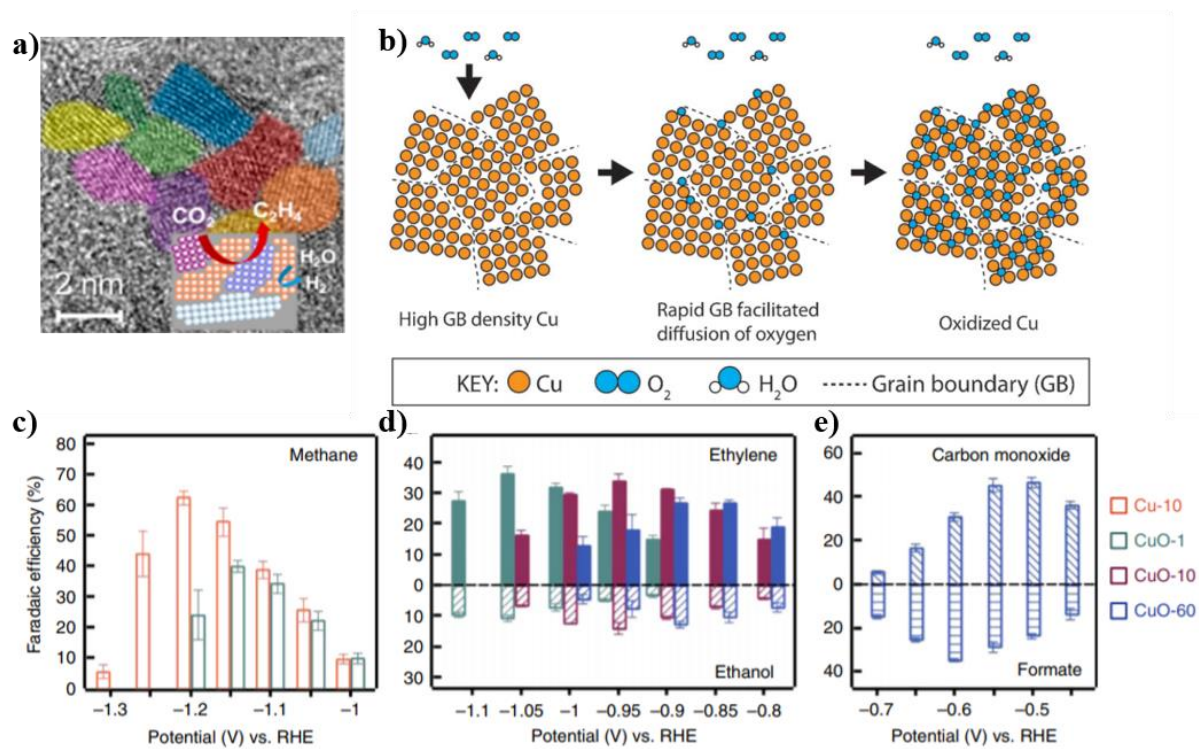 a)
CO₂
C₂H₄
H₂O
H₂
2 nm
b)
High GB density Cu
Rapid GB facilitated
diffusion of oxygen
Oxidized Cu
KEY: Cu O₂ H₂O Grain boundary (GB)
c)
Faradaic efficiency (%)
80
70
60
50
40
30
20
10
0
Methane
−1.3 −1.2 −1.1 −1
Potential (V) vs. RHE
d)
40
30
20
10
0
10
20
30
Ethylene
Ethanol
−1.1 −1.05 −1 −0.95 −0.9 −0.85 −0.8
Potential (V) vs. RHE
e)
60
40
20
0
20
40
Carbon monoxide
Formate
−0.7 −0.6 −0.5
Potential (V) vs. RHE
Cu-10
CuO-1
CuO-10
CuO-60